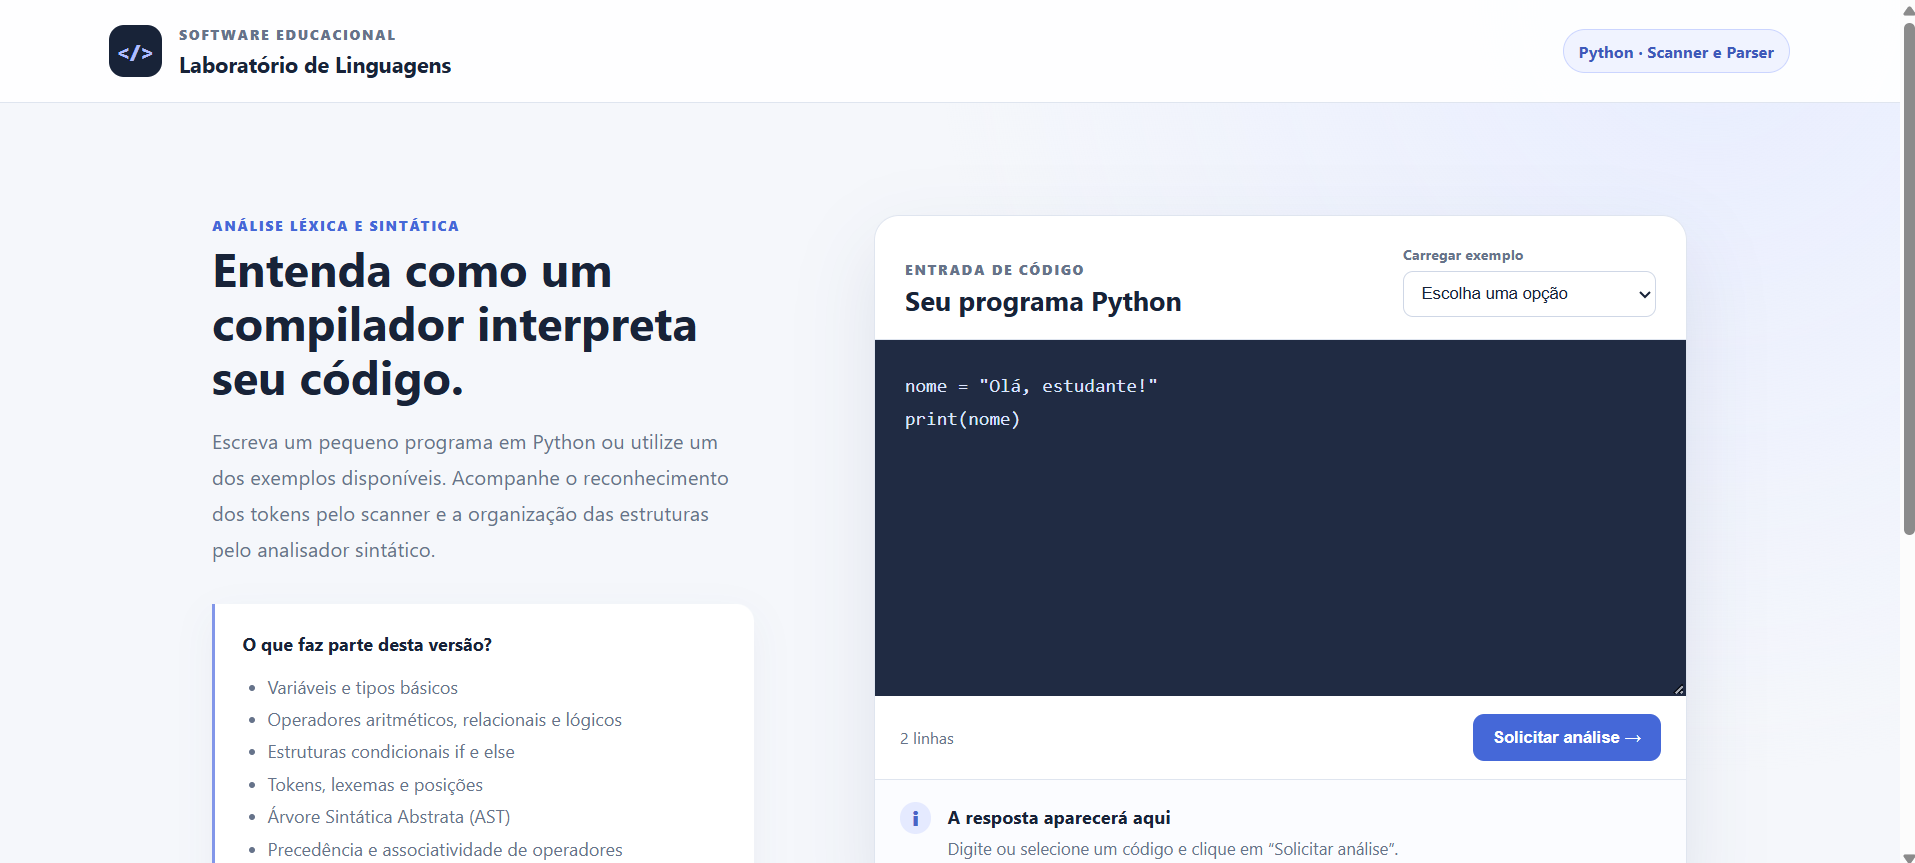 </>
SOFTWARE EDUCACIONAL
Laboratório de Linguagens
Python · Scanner e Parser
ANÁLISE LÉXICA E SINTÁTICA
Entenda como um
compilador interpreta
seu código.
Escreva um pequeno programa em Python ou utilize um
dos exemplos disponíveis. Acompanhe o reconhecimento
dos tokens pelo scanner e a organização das estruturas
pelo analisador sintático.
O que faz parte desta versão?
Variáveis e tipos básicos
Operadores aritméticos, relacionais e lógicos
Estruturas condicionais if e else
Tokens, lexemas e posições
Árvore Sintática Abstrata (AST)
Precedência e associatividade de operadores
ENTRADA DE CÓDIGO
Seu programa Python
Carregar exemplo
Escolha uma opção
nome = "Olá, estudante!"
print(nome)
2 linhas
Solicitar análise →
i
A resposta aparecerá aqui
Digite ou selecione um código e clique em “Solicitar análise”.